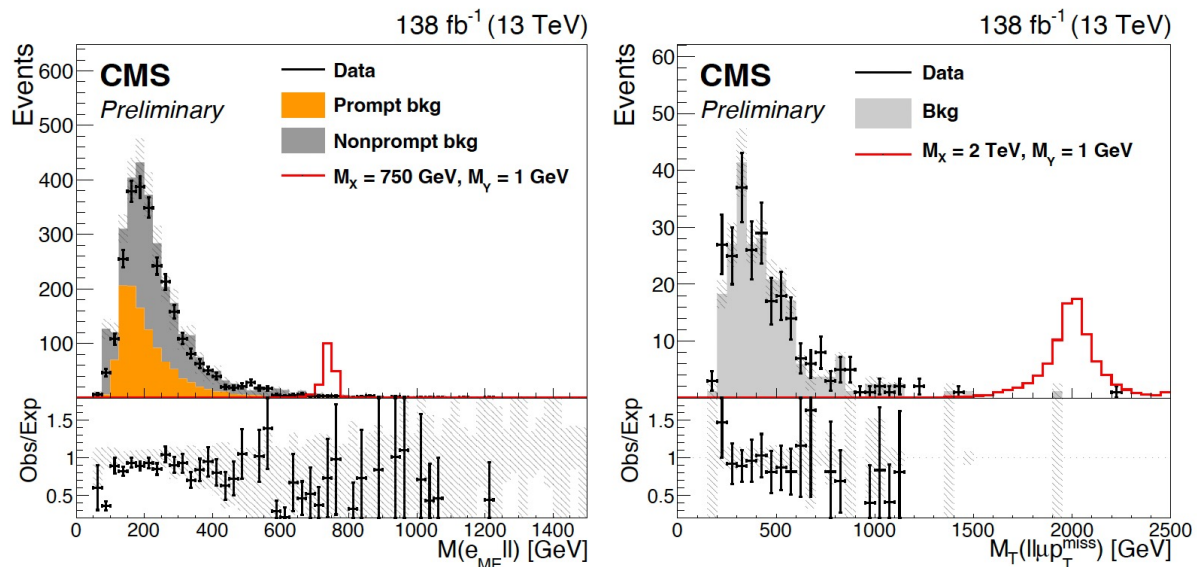 138 fb⁻¹ (13 TeV)
CMS
Preliminary
Data
Prompt bkg
Nonprompt bkg
M_X = 750 GeV, M_Y = 1 GeV
Events
600
500
400
300
200
100
Obs/Exp
1.5
1
0.5
0 200 400 600 800 1000 1200 1400
M(e_ME ll) [GeV]
138 fb⁻¹ (13 TeV)
CMS
Preliminary
Data
Bkg
M_X = 2 TeV, M_Y = 1 GeV
Events
60
50
40
30
20
10
Obs/Exp
1.5
1
0.5
0 500 1000 1500 2000 2500
M_T(llμp_T^miss) [GeV]